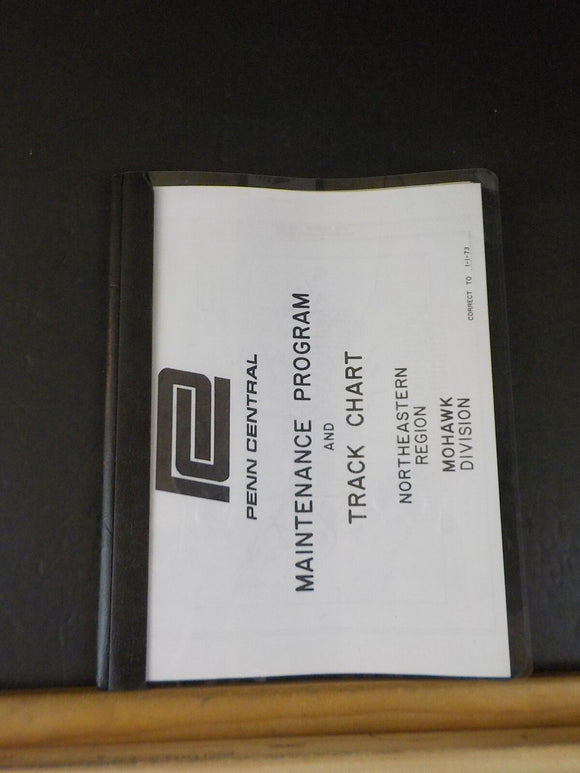 PENN CENTRAL
MAINTENANCE PROGRAM
AND
TRACK CHART
NORTHEASTERN
REGION
MOHAWK
DIVISION
CORRECT TO 1-1-73